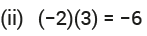 (ii) (−2)(3) = −6